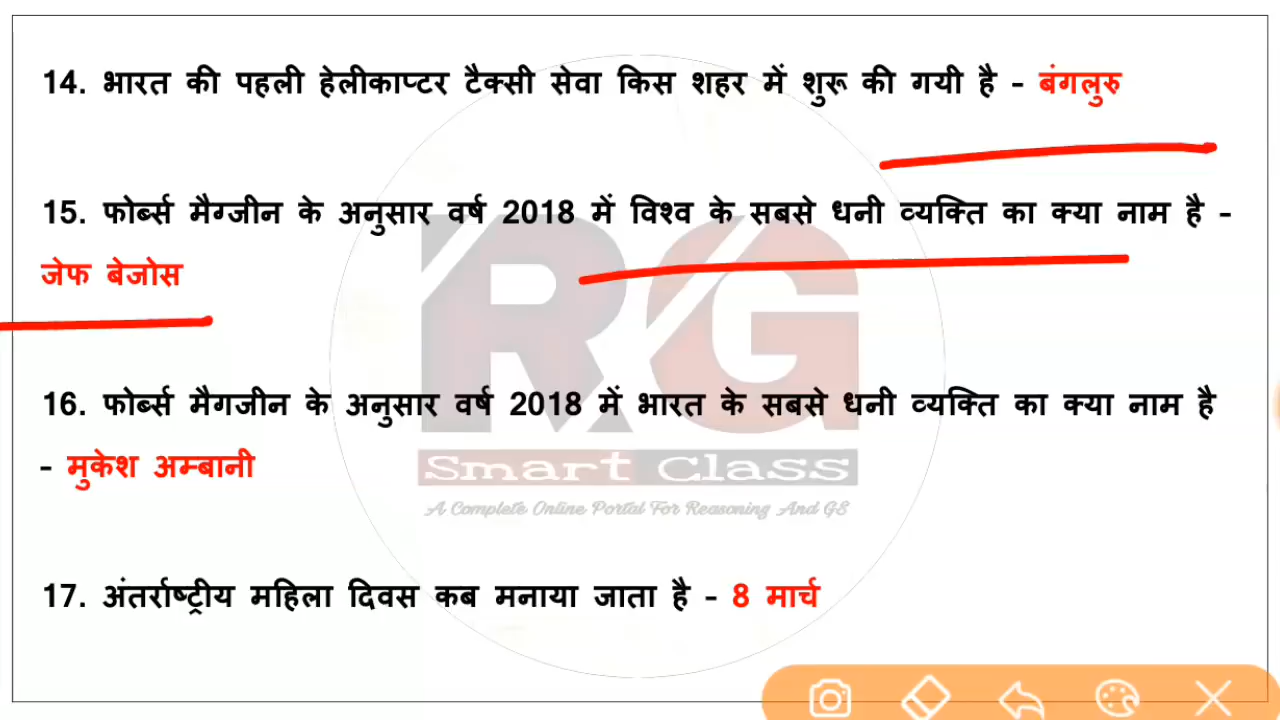 14. भारत की पहली हेलीकाप्टर टैक्सी सेवा किस शहर में शुरू की गयी है - बंगलुरु
15. फोर्ब्स मैग्जीन के अनुसार वर्ष 2018 में विश्व के सबसे धनी व्यक्ति का क्या नाम है -
जेफ बेजोस
16. फोर्ब्स मैगजीन के अनुसार वर्ष 2018 में भारत के सबसे धनी व्यक्ति का क्या नाम है
- मुकेश अम्बानी
RG
Smart Class
A Complete Online Portal For Reasoning And GS
17. अंतर्राष्ट्रीय महिला दिवस कब मनाया जाता है - 8 मार्च